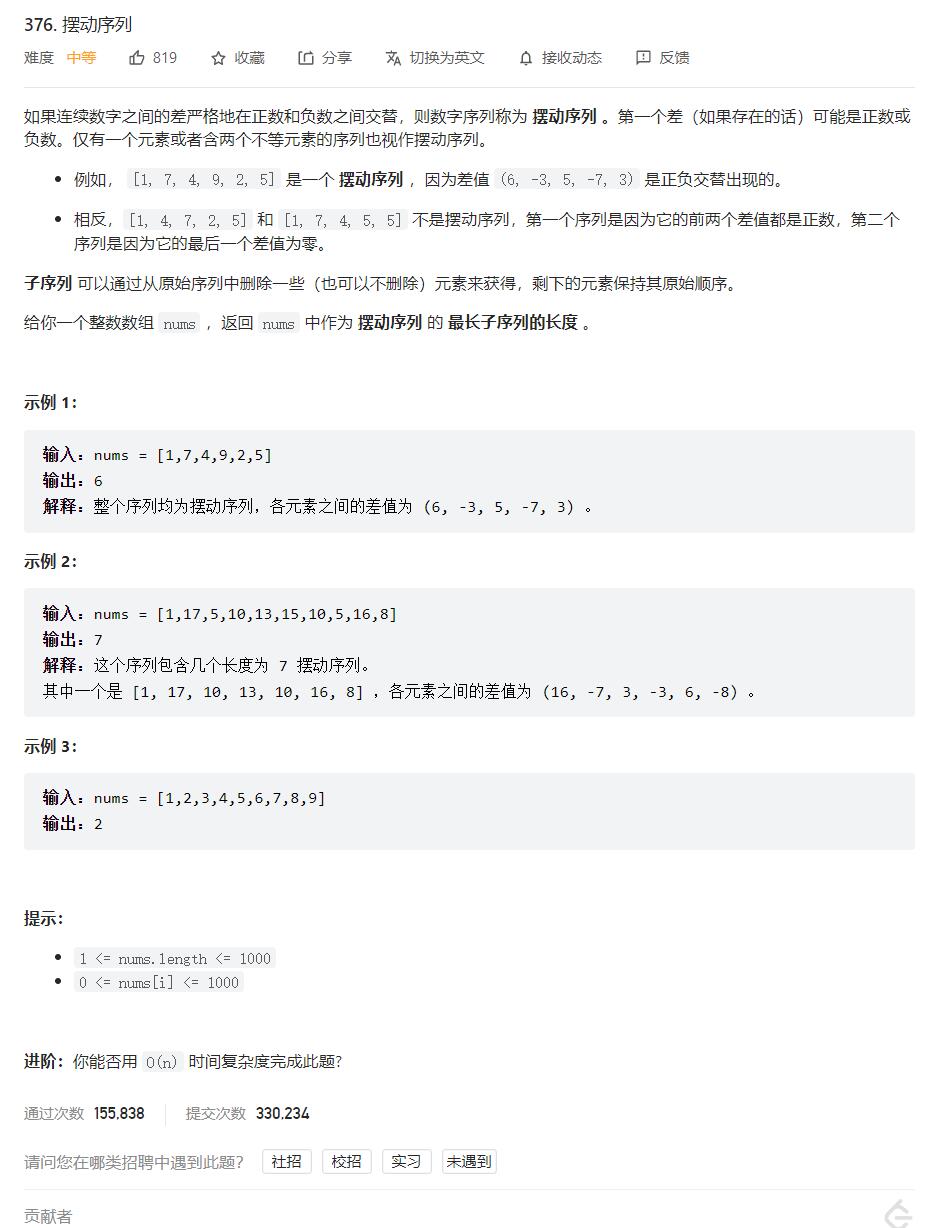 376. 摆动序列
难度 中等 819 收藏 分享 切换为英文 接收动态 反馈
如果连续数字之间的差严格地在正数和负数之间交替，则数字序列称为 摆动序列 。第一个差（如果存在的话）可能是正数或
负数。仅有一个元素或者含两个不等元素的序列也视作摆动序列。
• 例如， [1, 7, 4, 9, 2, 5] 是一个 摆动序列 ，因为差值 (6, -3, 5, -7, 3) 是正负交替出现的。
• 相反，[1, 4, 7, 2, 5] 和 [1, 7, 4, 5, 5] 不是摆动序列，第一个序列是因为它的前两个差值都是正数，第二个
序列是因为它的最后一个差值为零。
子序列 可以通过从原始序列中删除一些（也可以不删除）元素来获得，剩下的元素保持其原始顺序。
给你一个整数数组 nums ，返回 nums 中作为 摆动序列 的 最长子序列的长度 。
示例 1：
输入：nums = [1,7,4,9,2,5]
输出：6
解释：整个序列均为摆动序列，各元素之间的差值为 (6, -3, 5, -7, 3) 。
示例 2：
输入：nums = [1,17,5,10,13,15,10,5,16,8]
输出：7
解释：这个序列包含几个长度为 7 摆动序列。
其中一个是 [1, 17, 10, 13, 10, 16, 8] ，各元素之间的差值为 (16, -7, 3, -3, 6, -8) 。
示例 3：
输入：nums = [1,2,3,4,5,6,7,8,9]
输出：2
提示：
• 1 <= nums.length <= 1000
• 0 <= nums[i] <= 1000
进阶：你能否用 O(n) 时间复杂度完成此题?
通过次数 155,838 提交次数 330,234
请问您在哪类招聘中遇到此题？ 社招 校招 实习 未遇到
贡献者